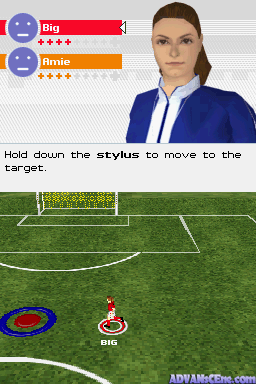 Big
Amie
Hold down the stylus to move to the
target.
BIG
ADVANsCEne.com